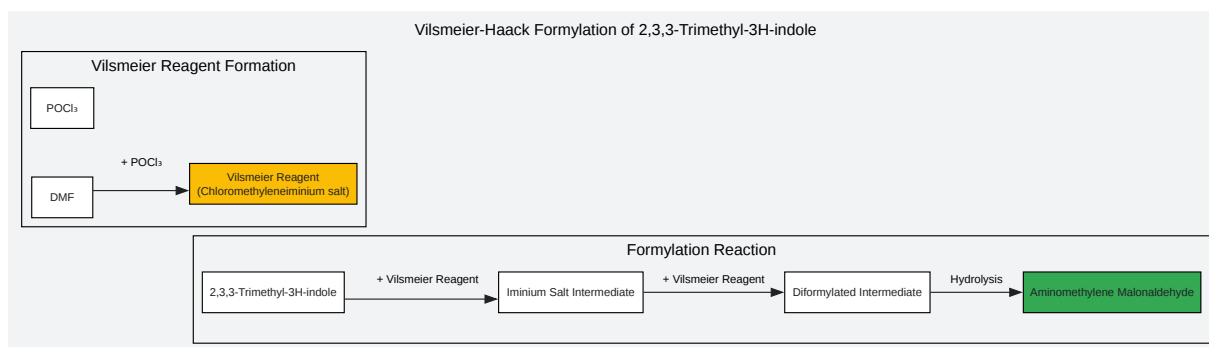 Vilsmeier-Haack Formylation of 2,3,3-Trimethyl-3H-indole
Vilsmeier Reagent Formation
POCl₃
+ POCl₃
DMF
Vilsmeier Reagent
(Chloromethyleneiminium salt)
Formylation Reaction
2,3,3-Trimethyl-3H-indole
+ Vilsmeier Reagent
Iminium Salt Intermediate
+ Vilsmeier Reagent
Diformylated Intermediate
Hydrolysis
Aminomethylene Malonaldehyde